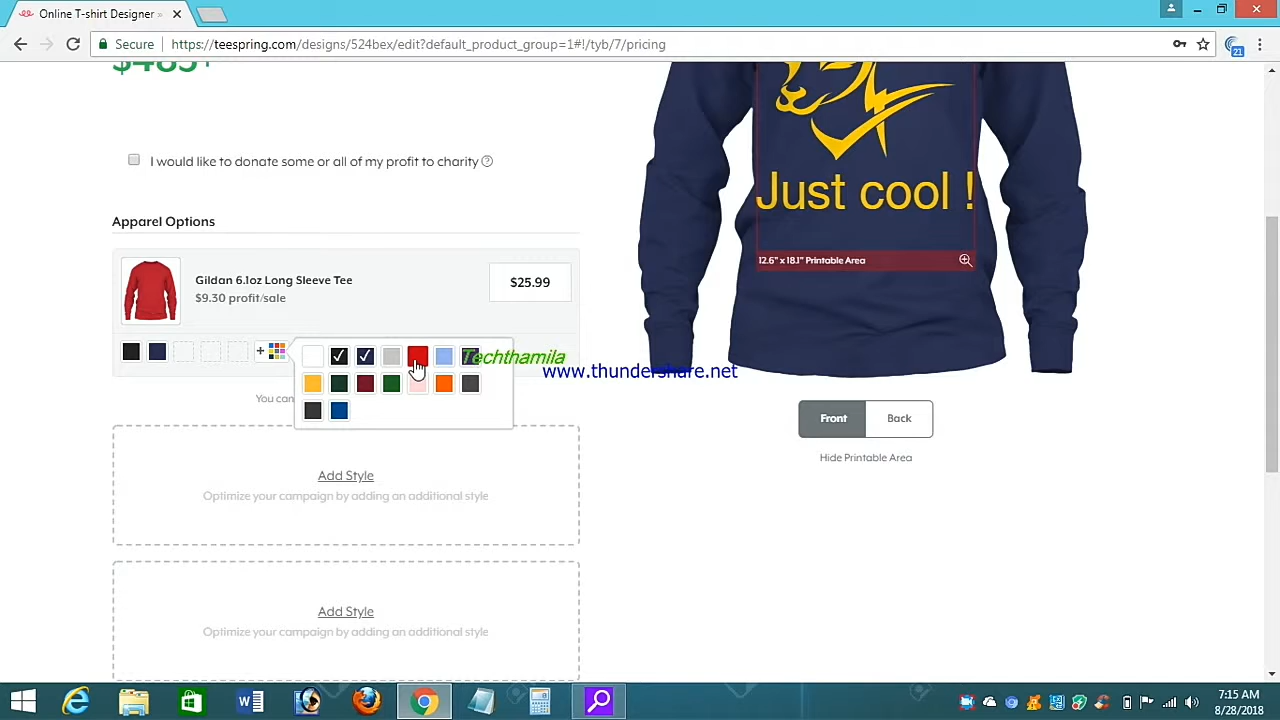 Online T-shirt Designer »
Secure
https://teespring.com/designs/524bex/edit?default_product_group=1#!/tyb/7/pricing
21
$485+
I would like to donate some or all of my profit to charity ?
Apparel Options
Gildan 6.1oz Long Sleeve Tee
$9.30 profit/sale
$25.99
+
Techthamila
www.thundershare.net
You can
Add Style
Optimize your campaign by adding an additional style
Add Style
Optimize your campaign by adding an additional style
Just cool !
12.6" x 18.1" Printable Area
Front
Back
Hide Printable Area
7:15 AM
8/28/2018